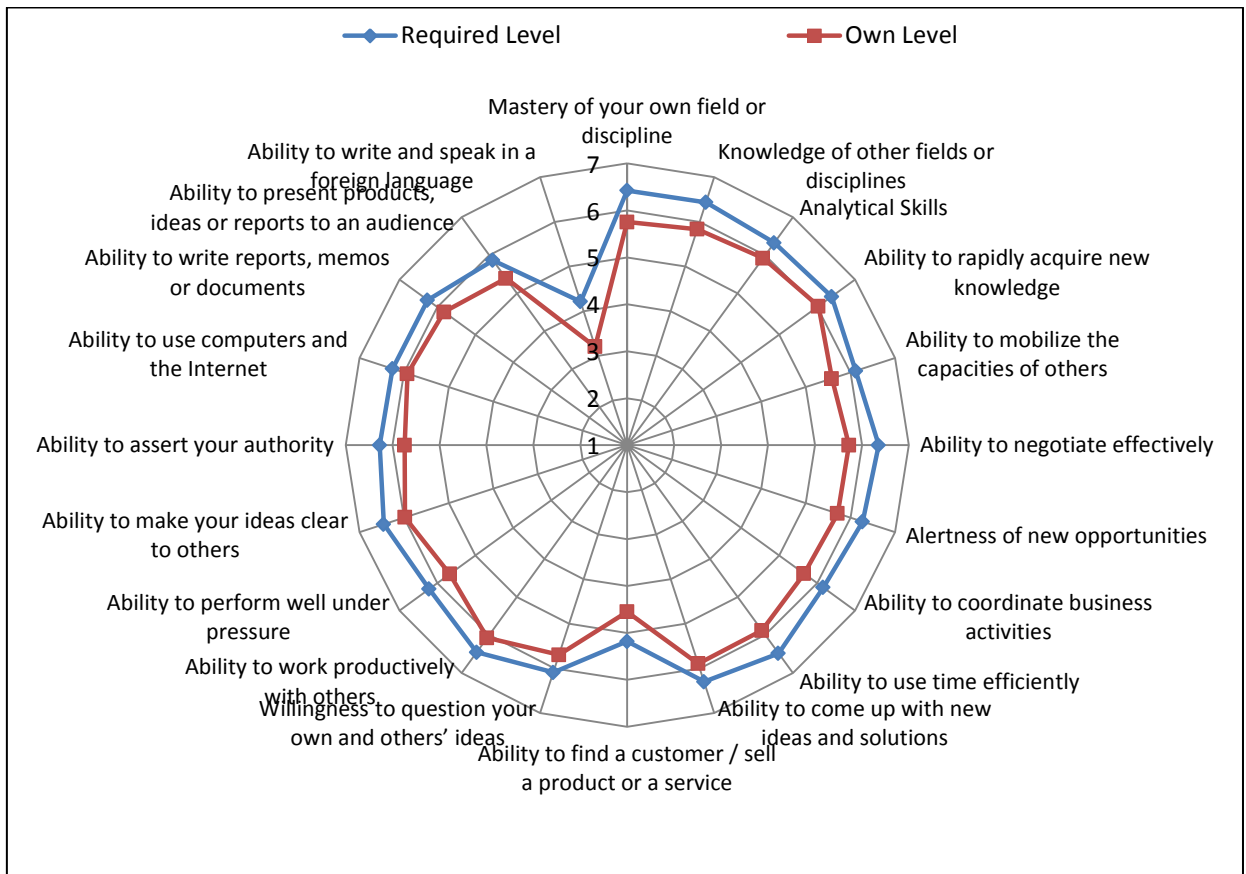 Required Level
Own Level
Mastery of your own field or
discipline
Knowledge of other fields or
disciplines
Analytical Skills
Ability to rapidly acquire new
knowledge
Ability to mobilize the
capacities of others
Ability to negotiate effectively
Alertness of new opportunities
Ability to coordinate business
activities
Ability to use time efficiently
Ability to come up with new
ideas and solutions
Ability to find a customer / sell
a product or a service
Willingness to question your
own and others’ ideas
Ability to work productively
with others
Ability to perform well under
pressure
Ability to make your ideas clear
to others
Ability to assert your authority
Ability to use computers and
the Internet
Ability to write reports, memos
or documents
Ability to present products,
ideas or reports to an audience
Ability to write and speak in a
foreign language
7
6
5
4
3
2
1